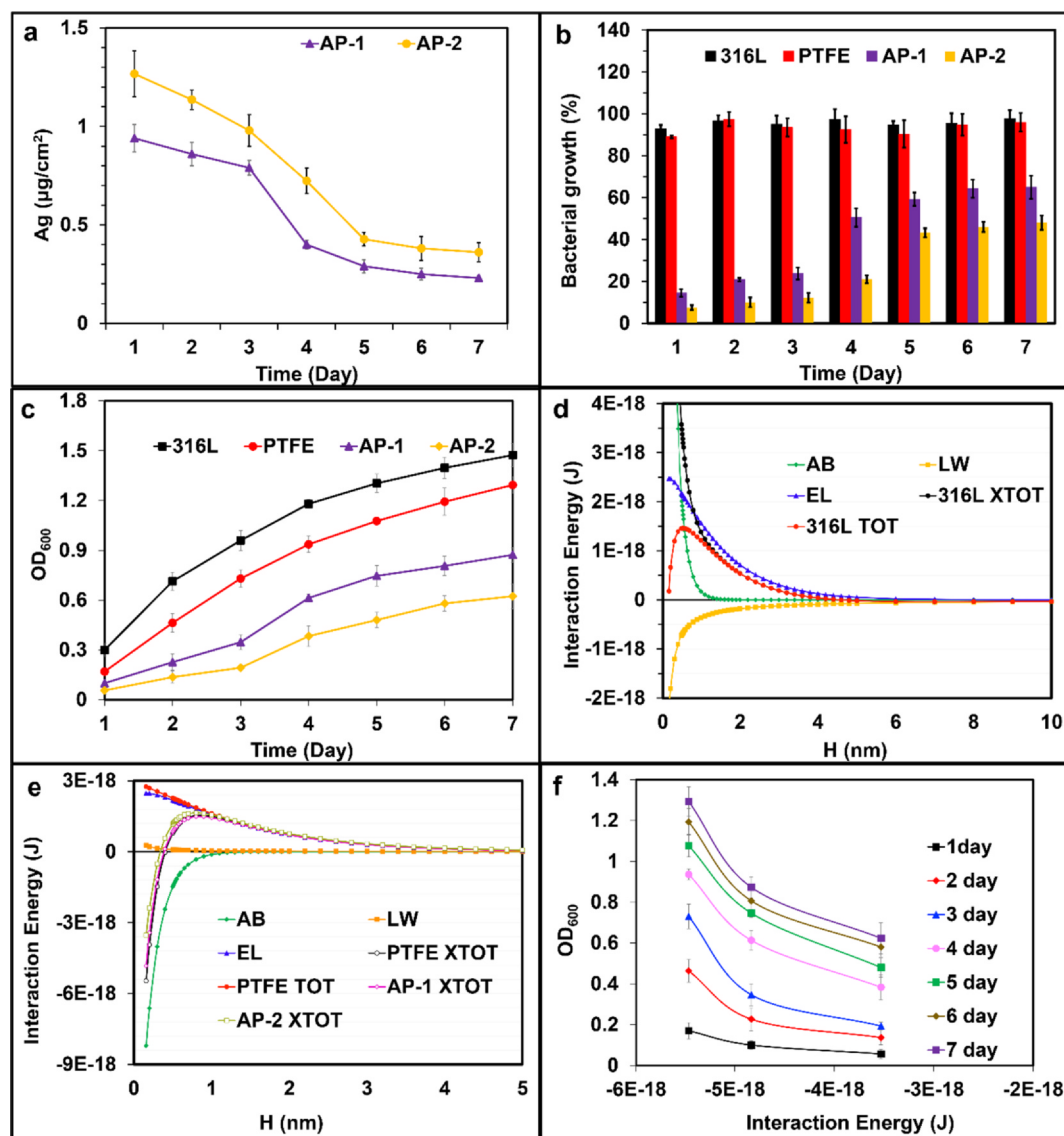 a
AP-1 AP-2
1.5
1
0.5
0
Ag (µg/cm²)
1 2 3 4 5 6 7
Time (Day)
b
316L PTFE AP-1 AP-2
140
120
100
80
60
40
20
0
Bacterial growth (%)
1 2 3 4 5 6 7
Time (Day)
c
316L PTFE AP-1 AP-2
1.8
1.5
1.2
0.9
0.6
0.3
0
OD600
1 2 3 4 5 6 7
Time (Day)
d
4E-18
3E-18
2E-18
1E-18
0
-1E-18
-2E-18
Interaction Energy (J)
AB LW
EL 316L XTOT
316L TOT
0 2 4 6 8 10
H (nm)
e
3E-18
0
-3E-18
-6E-18
-9E-18
Interaction Energy (J)
AB LW
EL PTFE XTOT
PTFE TOT AP-1 XTOT
AP-2 XTOT
0 1 2 3 4 5
H (nm)
f
1.4
1.2
1
0.8
0.6
0.4
0.2
0
OD600
1day
2 day
3 day
4 day
5 day
6 day
7 day
-6E-18 -5E-18 -4E-18 -3E-18 -2E-18
Interaction Energy (J)